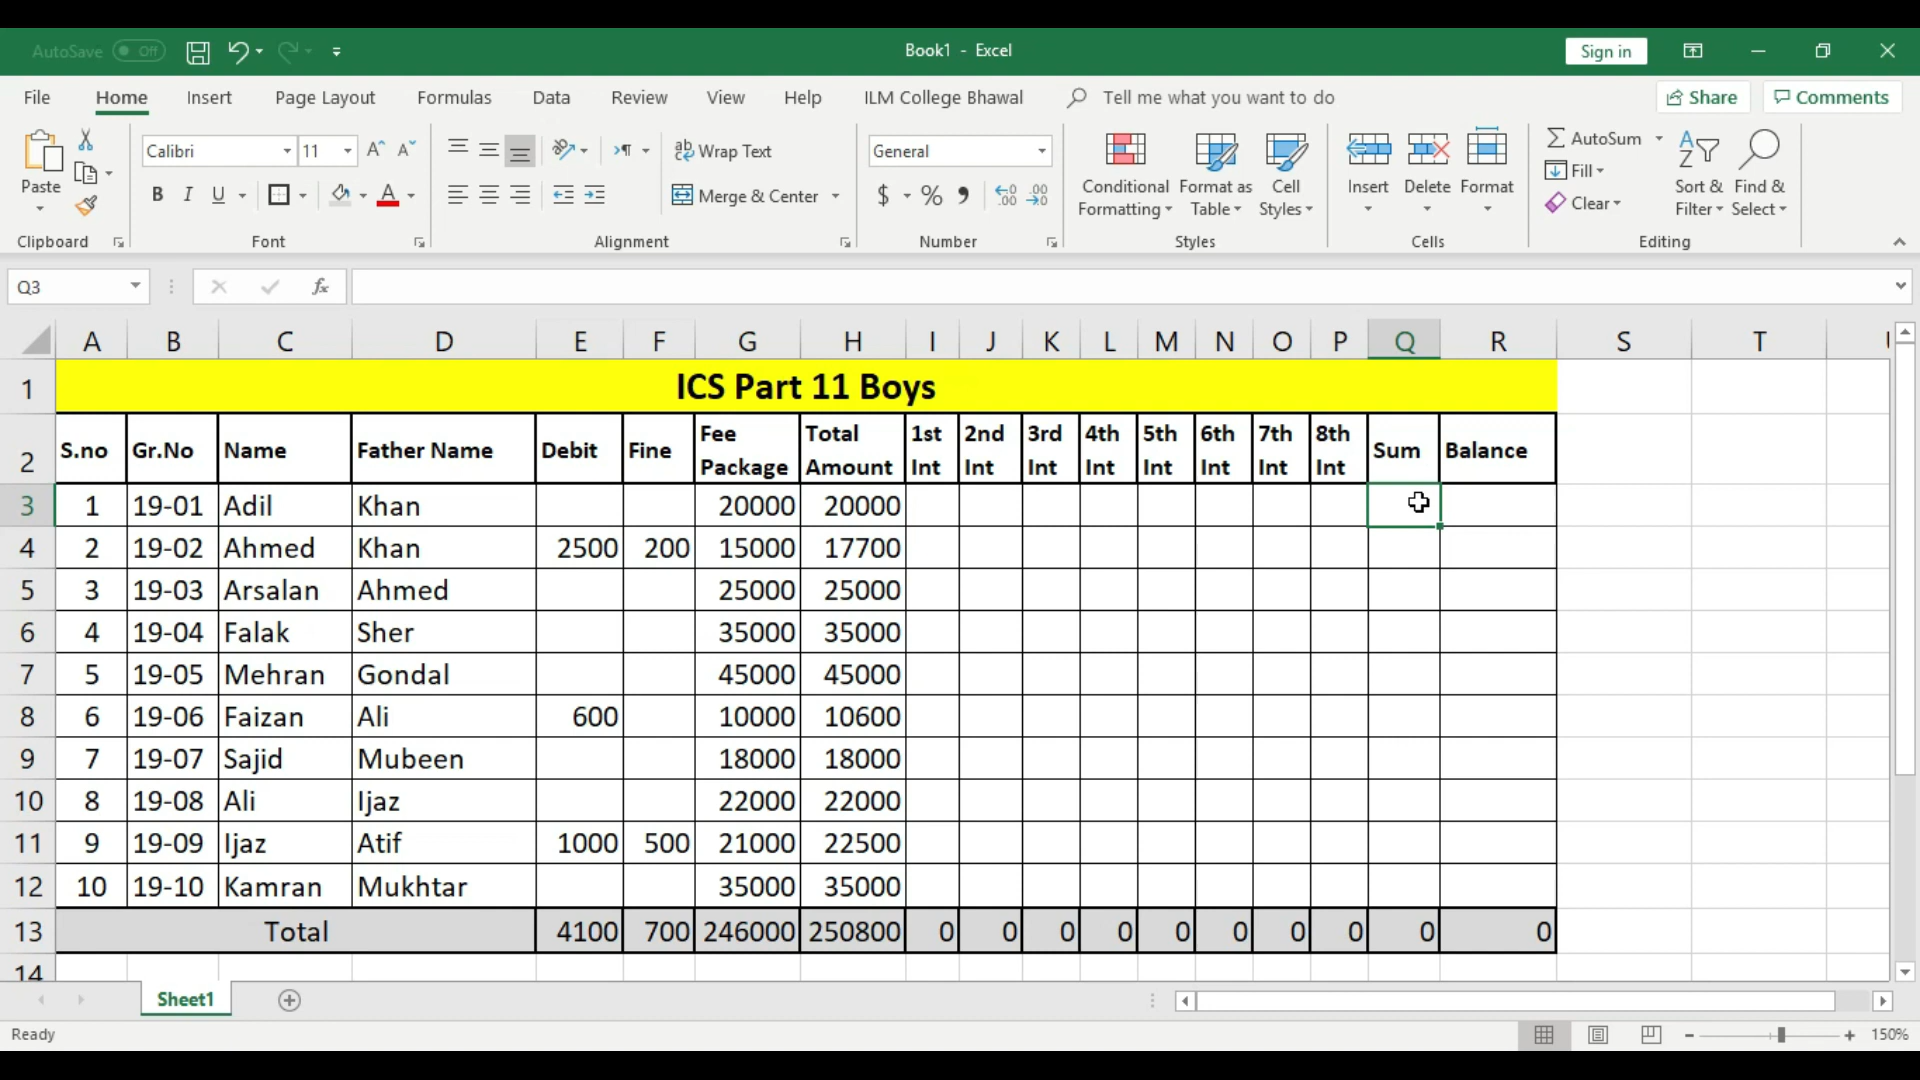 AutoSave Off Book1 - Excel Sign in
File Home Insert Page Layout Formulas Data Review View Help ILM College Bhawal Tell me what you want to do Share Comments
Calibri 11 Wrap Text General AutoSum
Paste B I U Merge & Center $ % Conditional Formatting Format as Table Cell Styles Insert Delete Format Fill Clear Sort & Filter Find & Select
Clipboard Font Alignment Number Styles Cells Editing
Q3 fx
A B C D E F G H I J K L M N O P Q R S T
1 ICS Part 11 Boys
2 S.no Gr.No Name Father Name Debit Fine Fee Package Total Amount 1st Int 2nd Int 3rd Int 4th Int 5th Int 6th Int 7th Int 8th Int Sum Balance
3 1 19-01 Adil Khan 20000 20000
4 2 19-02 Ahmed Khan 2500 200 15000 17700
5 3 19-03 Arsalan Ahmed 25000 25000
6 4 19-04 Falak Sher 35000 35000
7 5 19-05 Mehran Gondal 45000 45000
8 6 19-06 Faizan Ali 600 10000 10600
9 7 19-07 Sajid Mubeen 18000 18000
10 8 19-08 Ali Ijaz 22000 22000
11 9 19-09 Ijaz Atif 1000 500 21000 22500
12 10 19-10 Kamran Mukhtar 35000 35000
13 Total 4100 700 246000 250800 0 0 0 0 0 0 0 0 0 0
14
Sheet1
Ready 150%